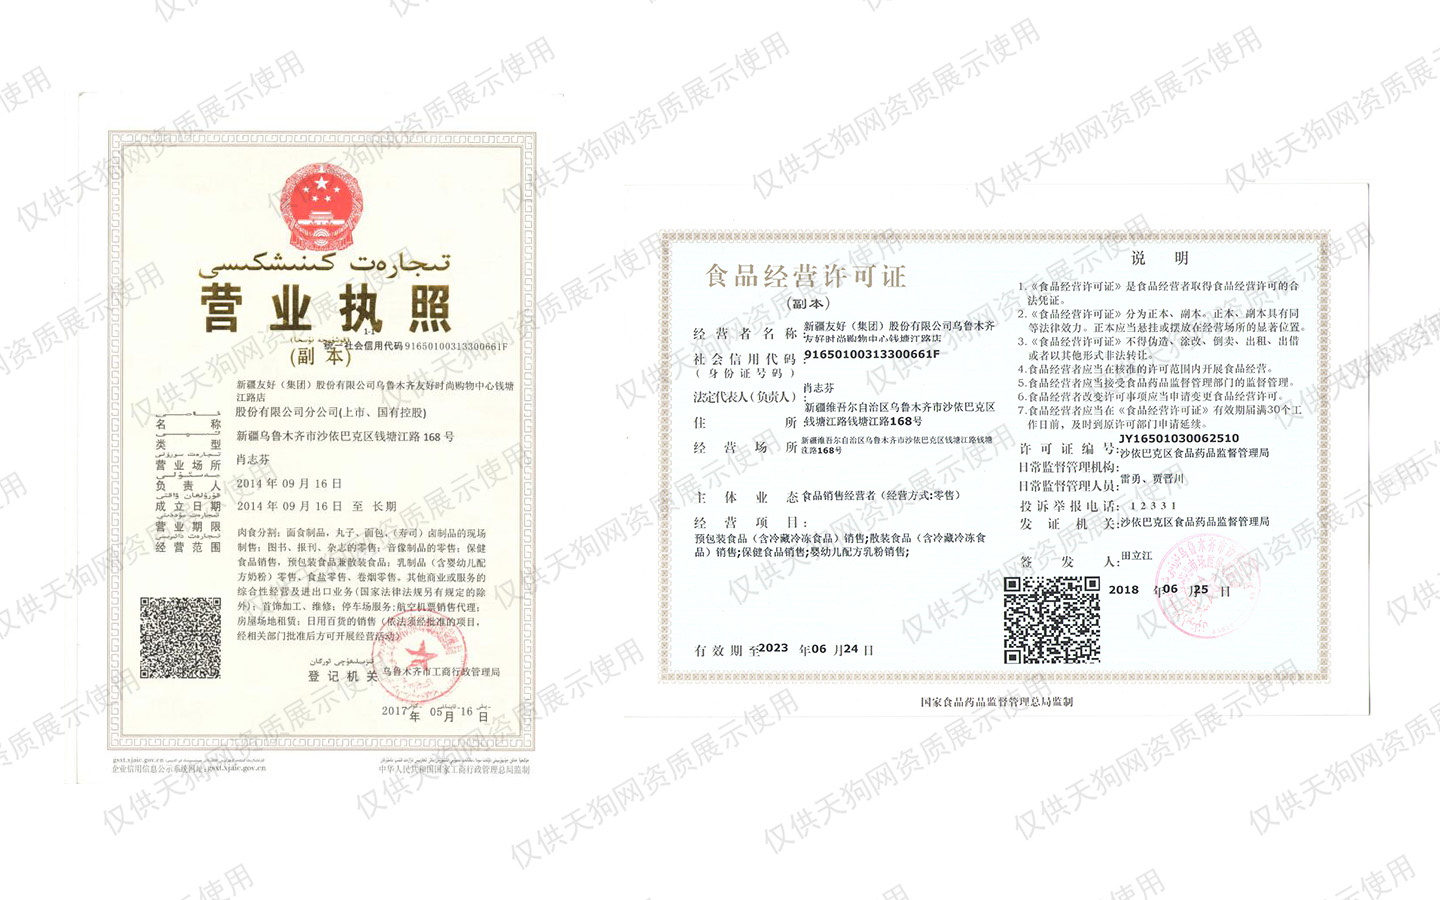 تىجارەت كىنىشكىسى
营业执照
1-1
(副 本)
统一社会信用代码 91650100313300661F
名 称
新疆友好（集团）股份有限公司乌鲁木齐友好时尚购物中心钱塘
江路店
类 型
股份有限公司分公司(上市、国有控股)
营业场所
新疆乌鲁木齐市沙依巴克区钱塘江路 168 号
负 责 人
肖志芬
成立日期
2014 年 09 月 16 日
营业期限
2014 年 09 月 16 日 至 长期
经营范围
肉食分割; 面食制品, 丸子, 面包,（寿司）卤制品的现场
制售; 图书、报刊、杂志的零售; 音像制品的零售; 保健
食品销售, 预包装食品兼散装食品; 乳制品（含婴幼儿配
方奶粉）零售。食盐零售、卷烟零售。其他商业或服务的
综合性经营及进出口业务(国家法律法规另有规定的除
外); 首饰加工、维修; 停车场服务; 航空机票销售代理;
房屋场地租赁; 日用百货的销售（依法须经批准的项目,
经相关部门批准后方可开展经营活动）
登记机关
乌鲁木齐市工商行政管理局
2017年 05月 16 日
gsxt.xjaic.gov.cn
企业信用信息公示系统网址: gsxt.xjaic.gov.cn
中华人民共和国国家工商行政管理总局监制
食品经营许可证
(副本)
经营者名称:
新疆友好（集团）股份有限公司乌鲁木齐
友好时尚购物中心钱塘江路店
社会信用代码:
(身份证号码)
91650100313300661F
法定代表人(负责人):
肖志芬
住 所
新疆维吾尔自治区乌鲁木齐市沙依巴克区
钱塘江路钱塘江路168号
经 营 场 所
新疆维吾尔自治区乌鲁木齐市沙依巴克区钱塘江路钱塘
江路168号
主 体 业 态
食品销售经营者（经营方式:零售）
经 营 项 目:
预包装食品（含冷藏冷冻食品）销售;散装食品（含冷藏冷冻食
品）销售;保健食品销售;婴幼儿配方乳粉销售;
有 效 期 至2023 年06 月24 日
说 明
1.《食品经营许可证》是食品经营者取得食品经营许可的合
法凭证。
2.《食品经营许可证》分为正本、副本。正本、副本具有同
等法律效力。正本应当悬挂或摆放在经营场所的显著位置。
3.《食品经营许可证》不得伪造、涂改、倒卖、出租、出借
或者以其他形式非法转让。
4.食品经营者应当在核准的许可范围内开展食品经营。
5.食品经营者应当接受食品药品监督管理部门的监督管理。
6.食品经营者改变许可事项应当申请变更食品经营许可。
7.食品经营者应当在《食品经营许可证》有效期届满30个工
作日前, 及时到原许可部门申请延续。
许 可 证 编 号:
JY16501030062510
日常监督管理机构:
沙依巴克区食品药品监督管理局
日常监督管理人员:
雷勇、贾晋川
投诉举报电话: 12331
发 证 机 关:
沙依巴克区食品药品监督管理局
签 发 人:
田立江
2018 年06 月25 日
国家食品药品监督管理总局监制
仅供天狗网资质展示使用